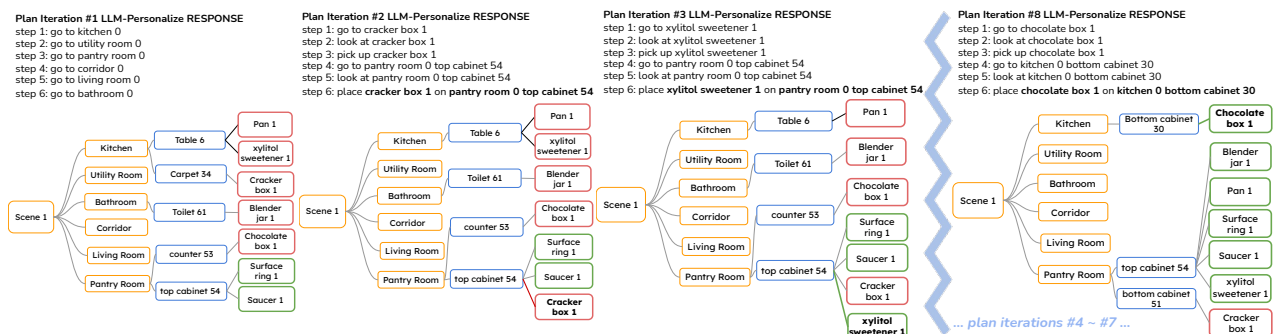 Plan Iteration #1 LLM-Personalize RESPONSE
step 1: go to kitchen 0
step 2: go to utility room 0
step 3: go to pantry room 0
step 4: go to corridor 0
step 5: go to living room 0
step 6: go to bathroom 0
Scene 1
Kitchen
Utility Room
Bathroom
Corridor
Living Room
Pantry Room
Table 6
Carpet 34
Toilet 61
counter 53
top cabinet 54
Pan 1
xylitol
sweetener 1
Cracker
box 1
Blender
jar 1
Chocolate
box 1
Surface
ring 1
Saucer 1
Plan Iteration #2 LLM-Personalize RESPONSE
step 1: go to cracker box 1
step 2: look at cracker box 1
step 3: pick up cracker box 1
step 4: go to pantry room 0 top cabinet 54
step 5: look at pantry room 0 top cabinet 54
step 6: place cracker box 1 on pantry room 0 top cabinet 54
Scene 1
Kitchen
Utility Room
Bathroom
Corridor
Living Room
Pantry Room
Table 6
Toilet 61
counter 53
top cabinet 54
Pan 1
xylitol
sweetener 1
Blender
jar 1
Chocolate
box 1
Surface
ring 1
Saucer 1
Cracker
box 1
Plan Iteration #3 LLM-Personalize RESPONSE
step 1: go to xylitol sweetener 1
step 2: look at xylitol sweetener 1
step 3: pick up xylitol sweetener 1
step 4: go to pantry room 0 top cabinet 54
step 5: look at pantry room 0 top cabinet 54
step 6: place xylitol sweetener 1 on pantry room 0 top cabinet 54
Scene 1
Kitchen
Utility Room
Bathroom
Corridor
Living Room
Pantry Room
Table 6
Toilet 61
counter 53
top cabinet 54
Pan 1
Blender
jar 1
Chocolate
box 1
Surface
ring 1
Saucer 1
Cracker
box 1
xylitol
sweetener 1
Plan Iteration #8 LLM-Personalize RESPONSE
step 1: go to chocolate box 1
step 2: look at chocolate box 1
step 3: pick up chocolate box 1
step 4: go to kitchen 0 bottom cabinet 30
step 5: look at kitchen 0 bottom cabinet 30
step 6: place chocolate box 1 on kitchen 0 bottom cabinet 30
Scene 1
Kitchen
Utility Room
Bathroom
Corridor
Living Room
Pantry Room
Bottom cabinet
30
top cabinet 54
bottom cabinet
51
Chocolate
box 1
Blender
jar 1
Pan 1
Surface
ring 1
Saucer 1
xylitol
sweetener 1
Cracker
box 1
... plan iterations #4 ~ #7 ...